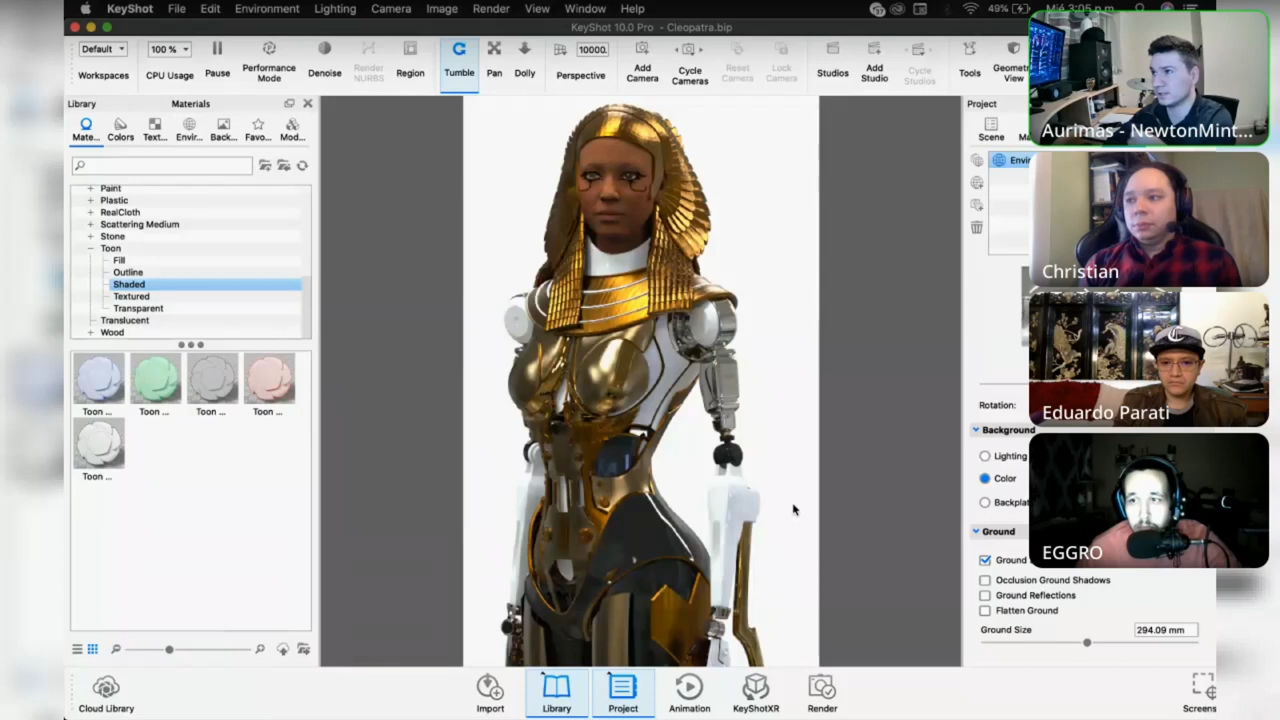 KeyShot File Edit Environment Lighting Camera Image Render View Window Help 49% Mié 3:05 p.m.
KeyShot 10.0 Pro - Cleopatra.bip
Default 100 % 10000.
Workspaces CPU Usage Pause Performance Mode Denoise Render NURBS Region Tumble Pan Dolly Perspective Add Camera Cycle Cameras Reset Camera Lock Camera Studios Add Studio Cycle Studios Tools Geomet View
Library Materials
Mate... Colors Text... Envir... Back... Favo... Mod...
Paint
Plastic
RealCloth
Scattering Medium
Stone
Toon
Fill
Outline
Shaded
Textured
Transparent
Translucent
Wood
Toon ... Toon ... Toon ... Toon ...
Toon ...
Project
Scene
Envi
Rotation:
Background
Lighting
Color
Backpla
Ground
Ground
Occlusion Ground Shadows
Ground Reflections
Flatten Ground
Ground Size 294.09 mm
Aurimas - NewtonMint...
Christian
Eduardo Parati
EGGRO
Cloud Library Import Library Project Animation KeyShotXR Render Screens